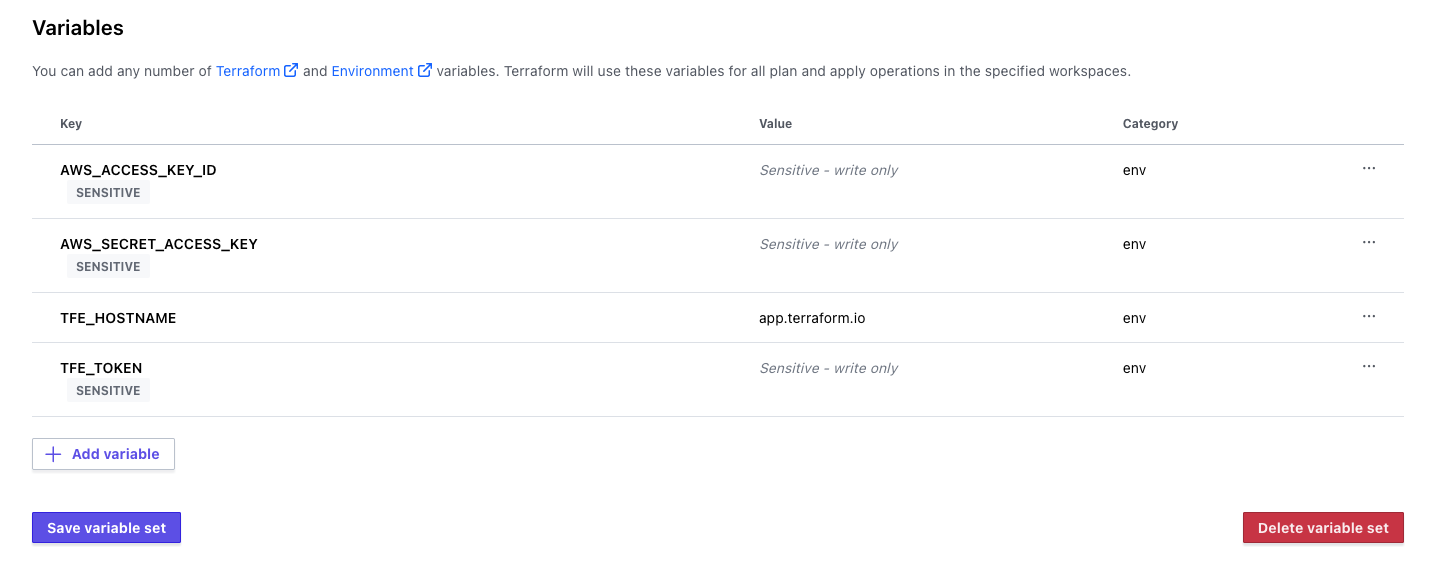 Variables
You can add any number of Terraform and Environment variables. Terraform will use these variables for all plan and apply operations in the specified workspaces.
Key Value Category
AWS_ACCESS_KEY_ID Sensitive - write only env ···
SENSITIVE
AWS_SECRET_ACCESS_KEY Sensitive - write only env ···
SENSITIVE
TFE_HOSTNAME app.terraform.io env ···
TFE_TOKEN Sensitive - write only env ···
SENSITIVE
+ Add variable
Save variable set Delete variable set